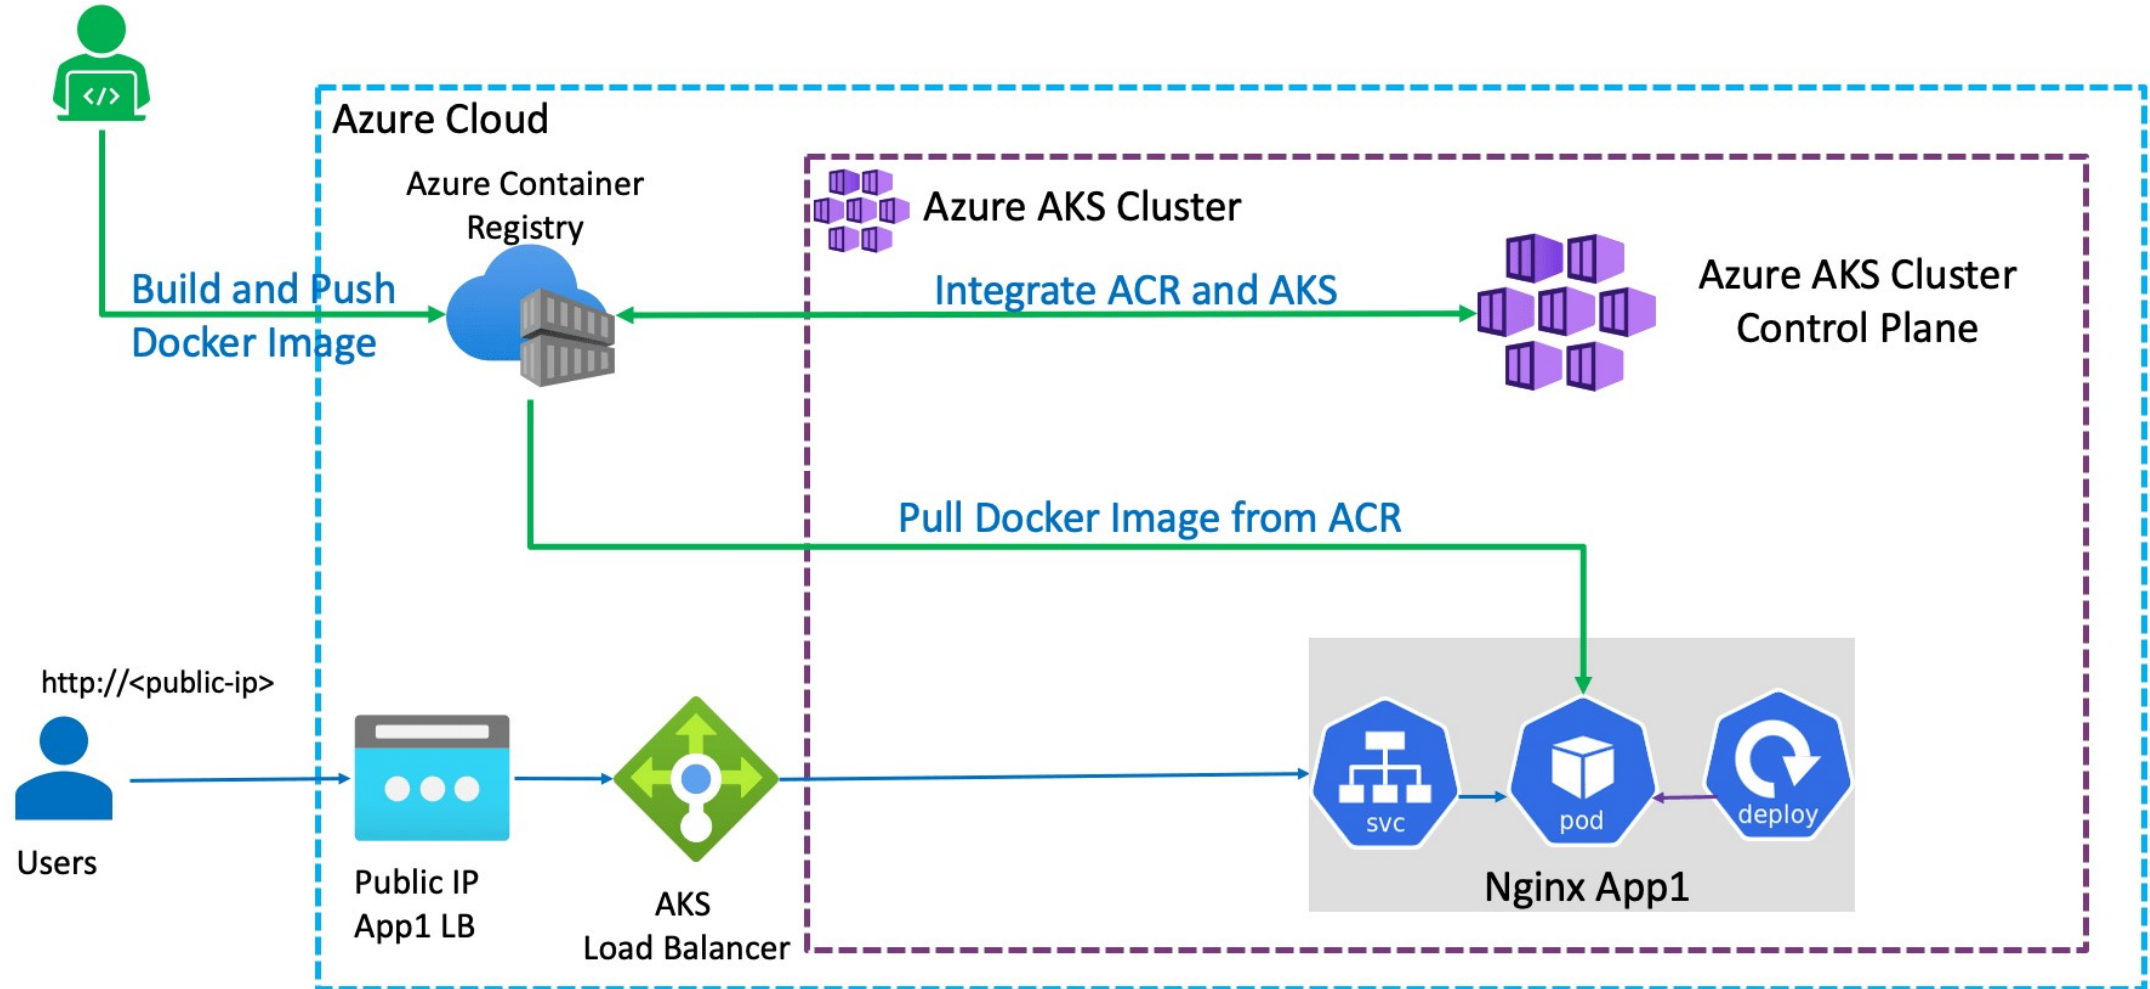 </>
Azure Cloud
Azure Container
Registry
Azure AKS Cluster
Build and Push
Docker Image
Integrate ACR and AKS
Azure AKS Cluster
Control Plane
Pull Docker Image from ACR
http://<public-ip>
Users
Public IP
App1 LB
AKS
Load Balancer
svc
pod
deploy
Nginx App1